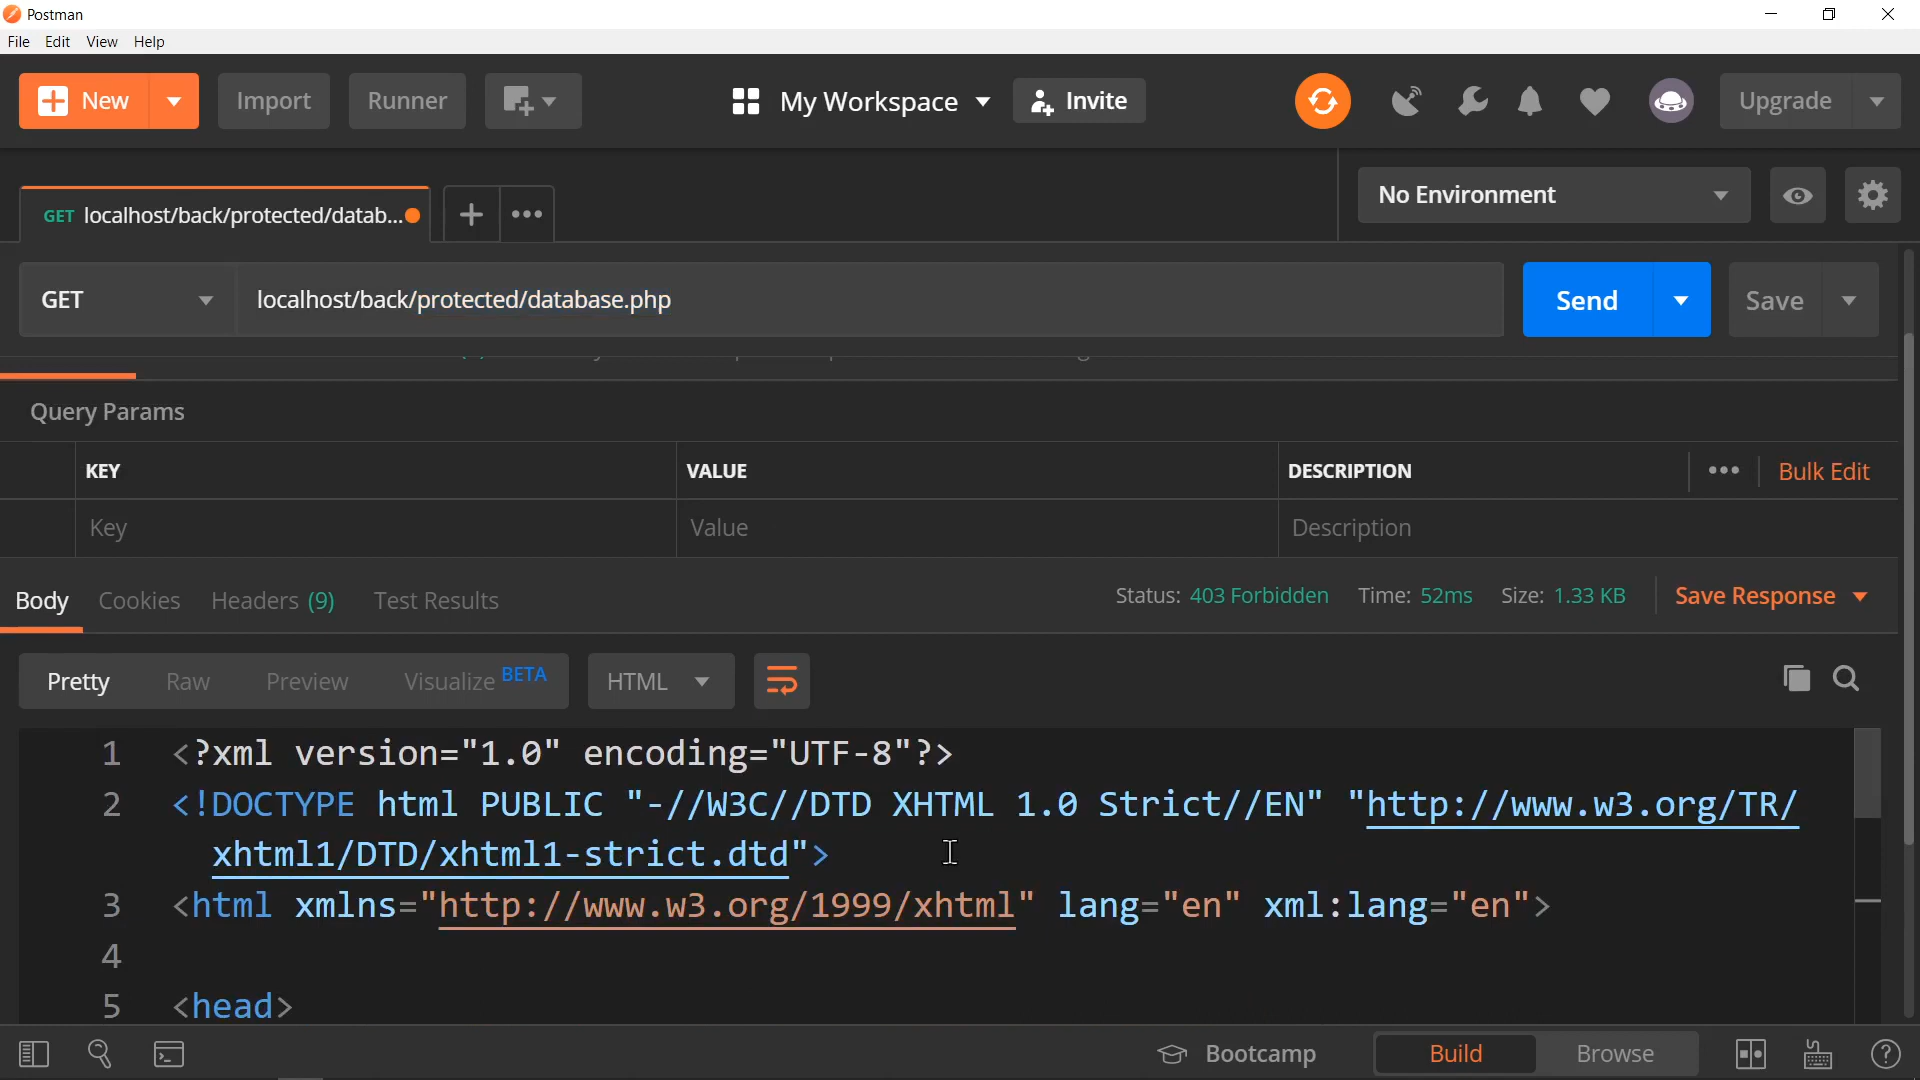 Postman
File Edit View Help
New Import Runner My Workspace Invite Upgrade
GET localhost/back/protected/datab... No Environment
GET localhost/back/protected/database.php Send Save
Query Params
KEY VALUE DESCRIPTION Bulk Edit
Key Value Description
Body Cookies Headers (9) Test Results Status: 403 Forbidden Time: 52ms Size: 1.33 KB Save Response
Pretty Raw Preview Visualize BETA HTML
1 <?xml version="1.0" encoding="UTF-8"?>
2 <!DOCTYPE html PUBLIC "-//W3C//DTD XHTML 1.0 Strict//EN" "http://www.w3.org/TR/
xhtml1/DTD/xhtml1-strict.dtd">
3 <html xmlns="http://www.w3.org/1999/xhtml" lang="en" xml:lang="en">
4
5 <head>
Bootcamp Build Browse